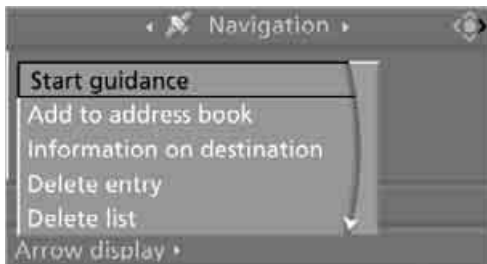 Navigation
Start guidance
Add to address book
Information on destination
Delete entry
Delete list
Arrow display